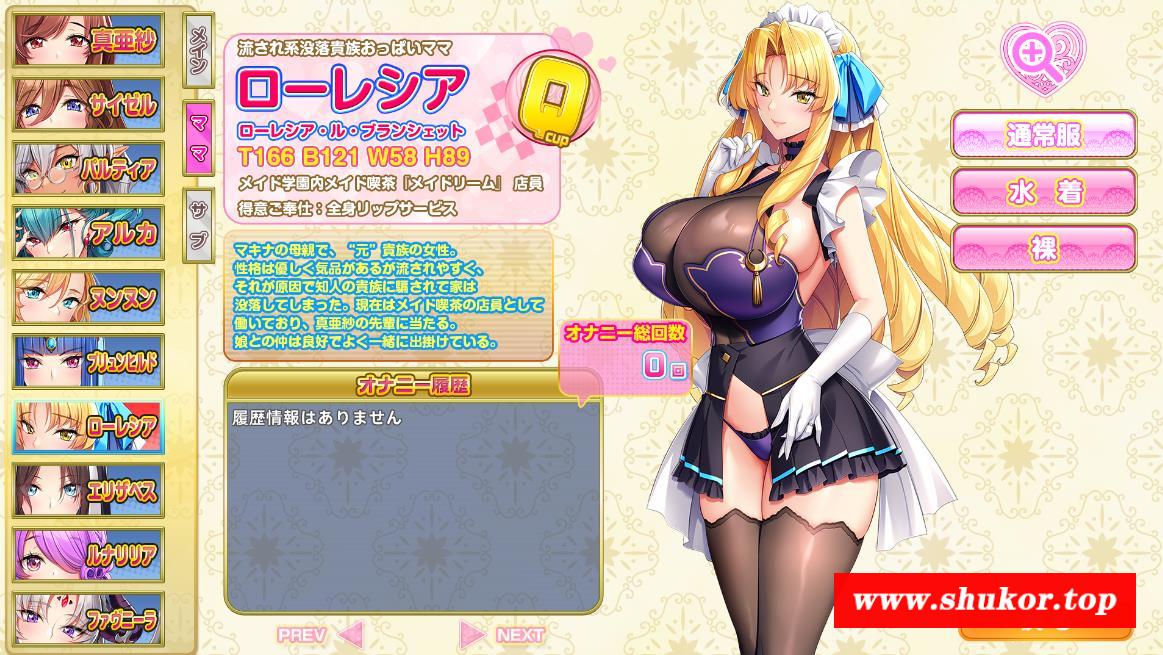 真亜紗
サイゼル
パルティア
アルカ
ヌンヌン
ブリュンヒルド
ローレシア
エリザベス
ルナリリア
ファヴニーラ
メイン
ママ
サブ
流され系没落貴族おっぱいママ
ローレシア
ローレシア・ル・ブランシェット
T166 B121 W58 H89
メイド学園内メイド喫茶『メイドリーム』 店員
得意ご奉仕：全身リップサービス
Q
CUP
マキナの母親で、“元”貴族の女性。
性格は優しく気品があるが流されやすく、
それが原因で知人の貴族に騙されて家は
没落してしまった。現在はメイド喫茶の店員として
働いており、真亜紗の先輩に当たる。
娘との仲は良好でよく一緒に出掛けている。
オナニー総回数
0回
オナニー履歴
履歴情報はありません
PREV
NEXT
通常服
水着
裸
www.shukor.top